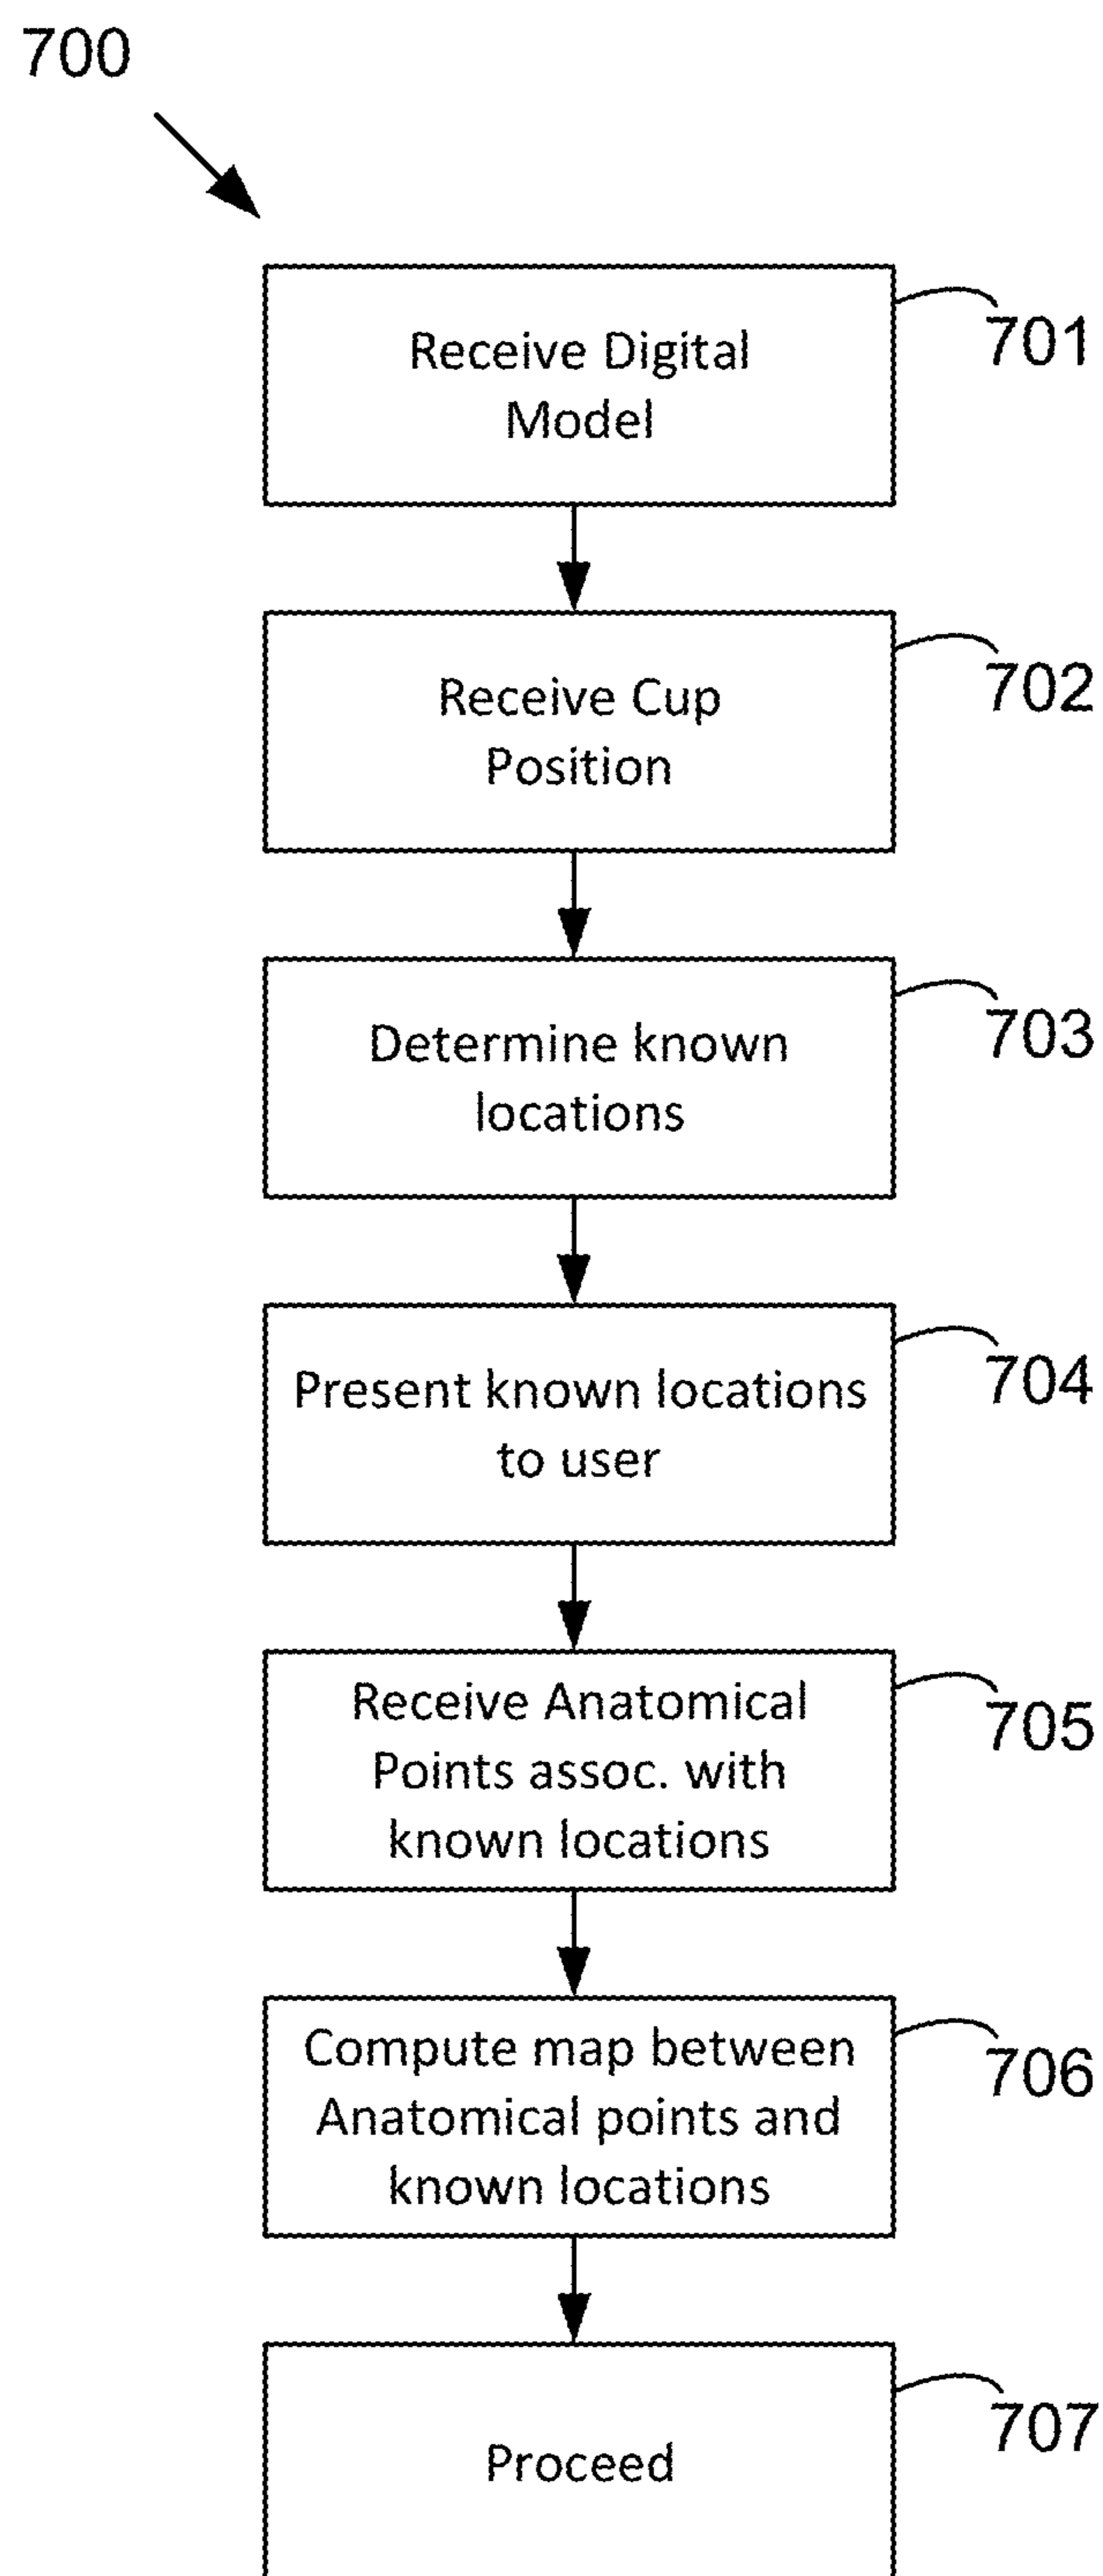 700
Receive Digital
Model
701
Receive Cup
Position
702
Determine known
locations
703
Present known locations
to user
704
Receive Anatomical
Points assoc. with
known locations
705
Compute map between
Anatomical points and
known locations
706
Proceed
707